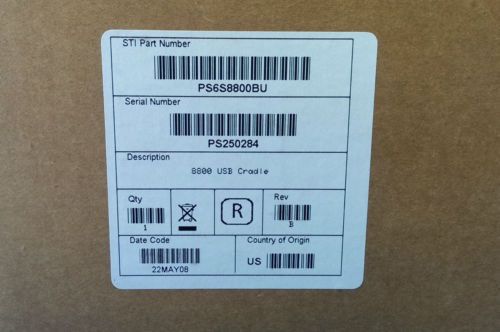 STI Part Number
PS6S8800BU
Serial Number
PS250284
Description
8800 USB Cradle
Qty
1
R
Rev
B
Date Code
22MAY08
Country of Origin
US